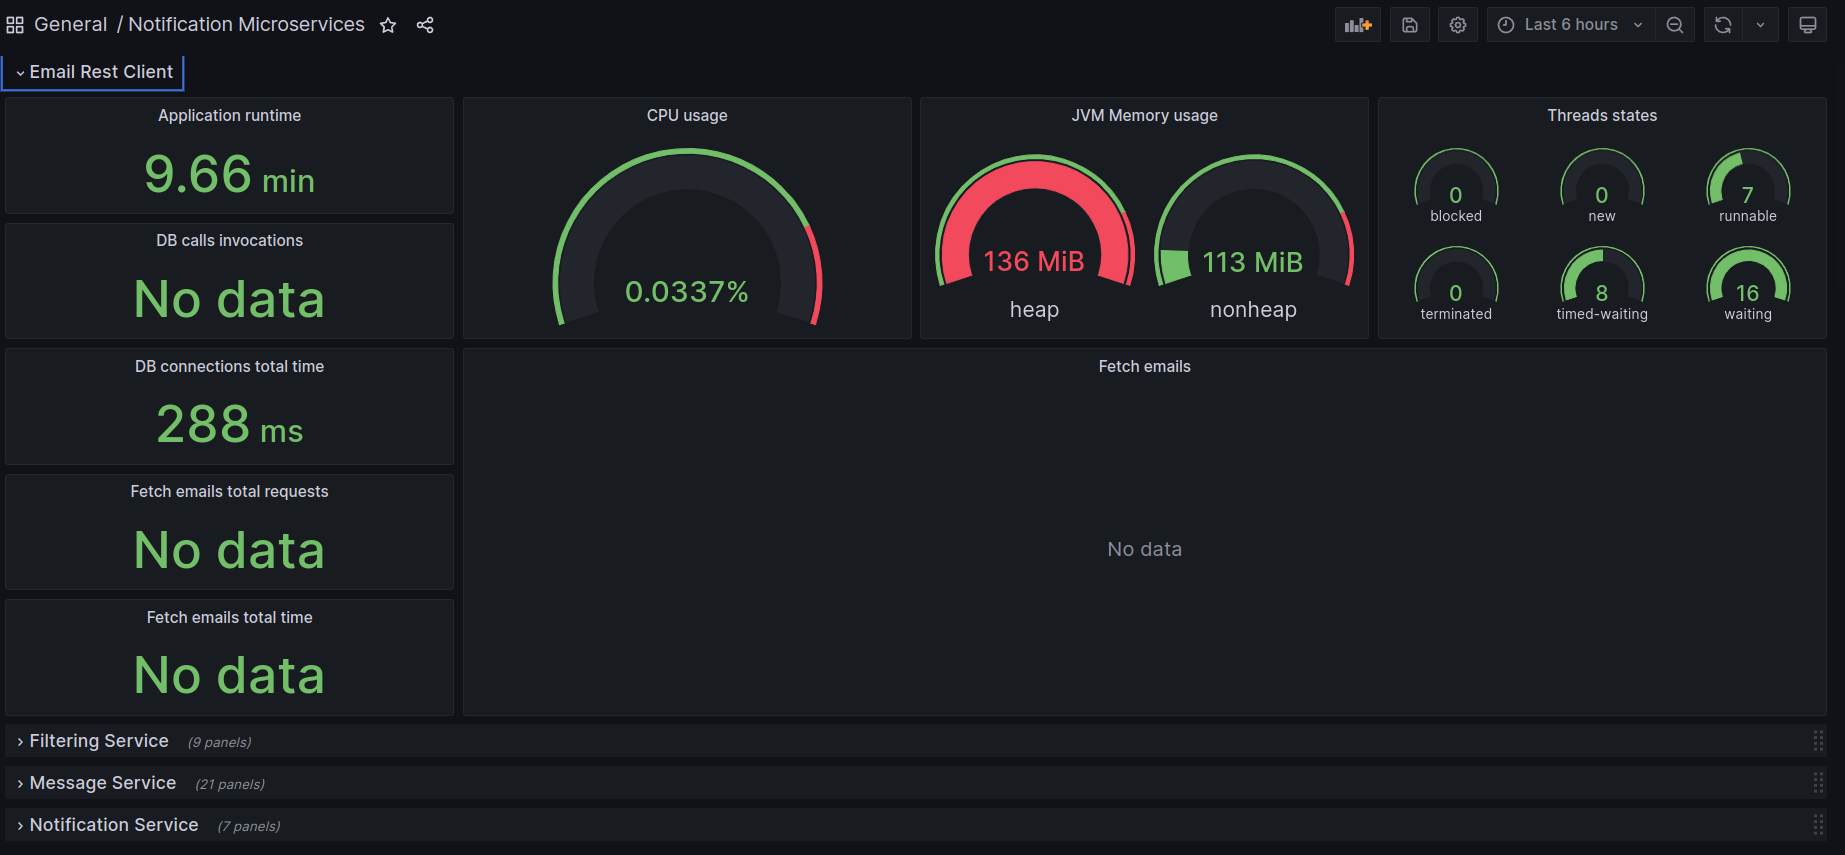 General / Notification Microservices
Last 6 hours
Email Rest Client
Application runtime
9.66 min
DB calls invocations
No data
DB connections total time
288 ms
Fetch emails total requests
No data
Fetch emails total time
No data
CPU usage
0.0337%
JVM Memory usage
136 MiB
heap
113 MiB
nonheap
Threads states
0
blocked
0
new
7
runnable
0
terminated
8
timed-waiting
16
waiting
Fetch emails
No data
Filtering Service (9 panels)
Message Service (21 panels)
Notification Service (7 panels)